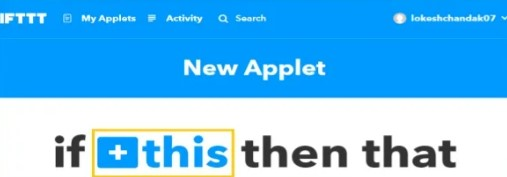 IFTTT My Applets Activity Search lokeshchandak07
New Applet
if +this then that